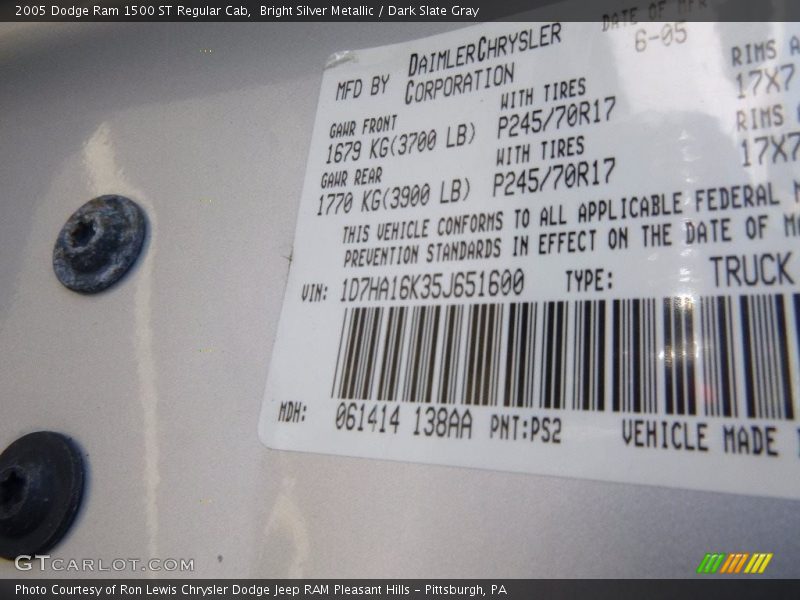 2005 Dodge Ram 1500 ST Regular Cab,  Bright Silver Metallic / Dark Slate Gray
DATE OF MFR
MFD BY DAIMLERCHRYSLER CORPORATION
6-05
GAWR FRONT WITH TIRES RIMS
1679 KG(3700 LB) P245/70R17 17X7
GAWR REAR WITH TIRES RIMS
1770 KG(3900 LB) P245/70R17 17X7
THIS VEHICLE CONFORMS TO ALL APPLICABLE FEDERAL
PREVENTION STANDARDS IN EFFECT ON THE DATE OF
VIN: 1D7HA16K35J651600 TYPE: TRUCK
MDH: 061414 138AA PNT:PS2 VEHICLE MADE
GTCARLOT.COM
Photo Courtesy of Ron Lewis Chrysler Dodge Jeep RAM Pleasant Hills – Pittsburgh, PA